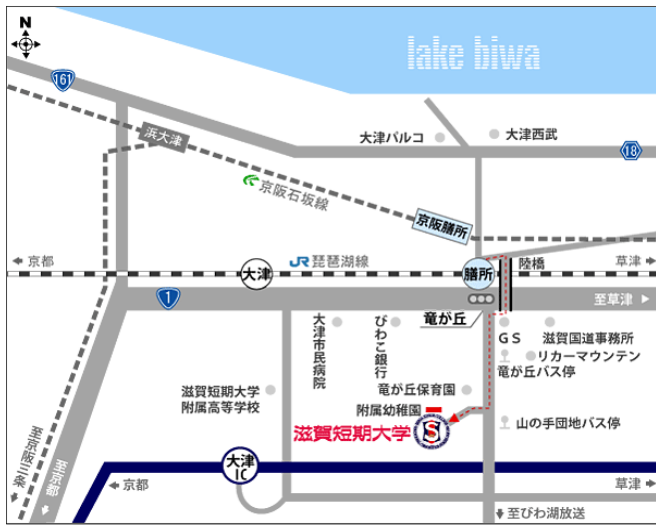 N
lake biwa
161
浜大津
大津パルコ
大津西武
18
京阪石坂線
京阪膳所
京都
大津
JR琵琶湖線
膳所
陸橋
草津
1
至草津
大津市民病院
びわこ銀行
竜が丘
GS
滋賀国道事務所
リカーマウンテン
竜が丘バス停
滋賀短期大学
附属高等学校
竜が丘保育園
附属幼稚園
滋賀短期大学
S
山の手団地バス停
至京阪三条
至京都
大津
IC
京都
草津
至びわ湖放送